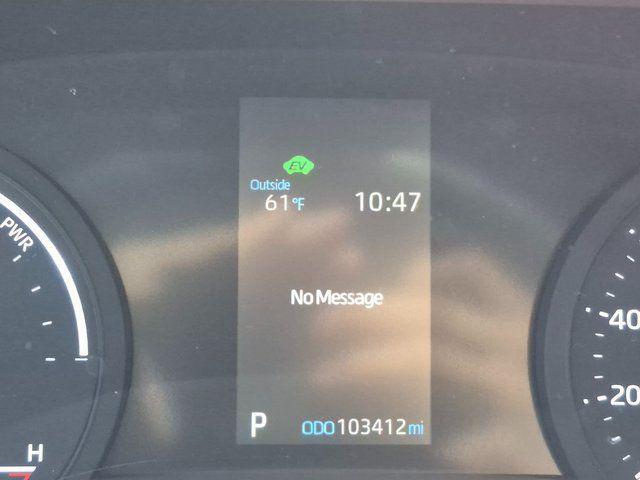 EV
Outside
61°F 10:47
PWR
No Message
40
20
P ODO 103412 mi
H